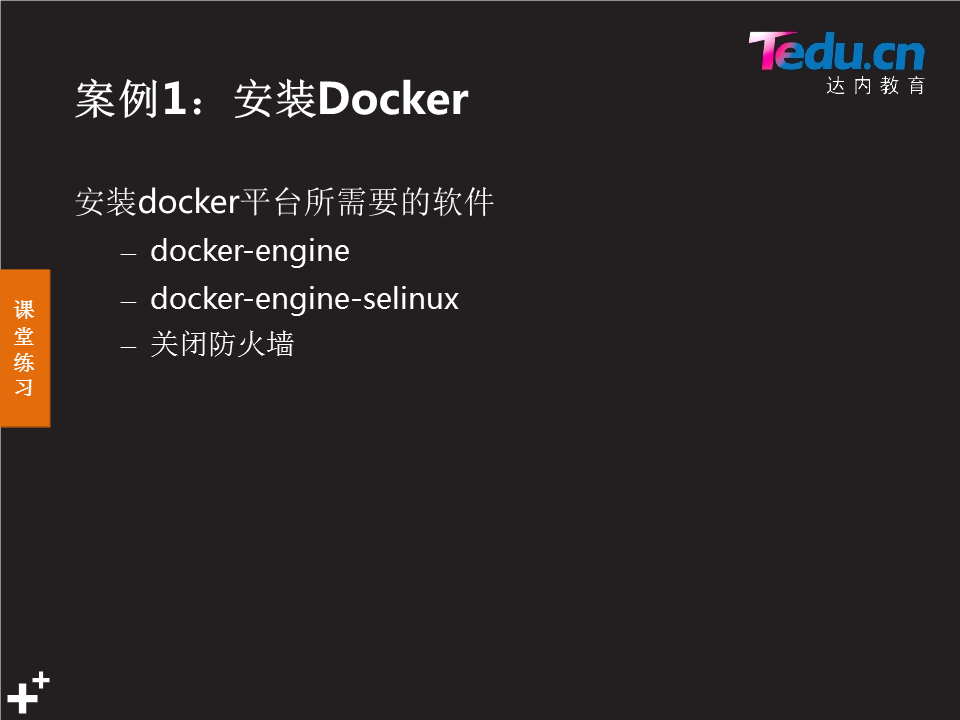 Tedu.cn
达内教育
案例1：安装Docker
安装docker平台所需要的软件
– docker-engine
– docker-engine-selinux
– 关闭防火墙
课
堂
练
习